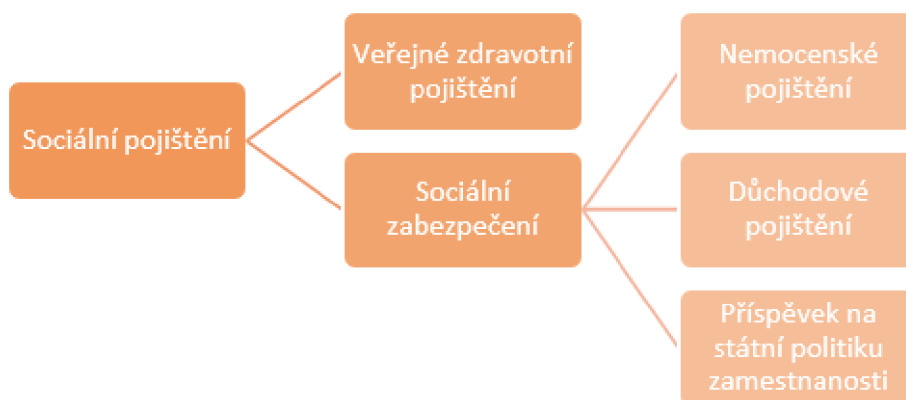 Sociální pojištění
Veřejné zdravotní
pojištění
Sociální
zabezpečení
Nemocenské
pojištění
Důchodové
pojištění
Příspěvek na
státní politiku
zamestnanosti